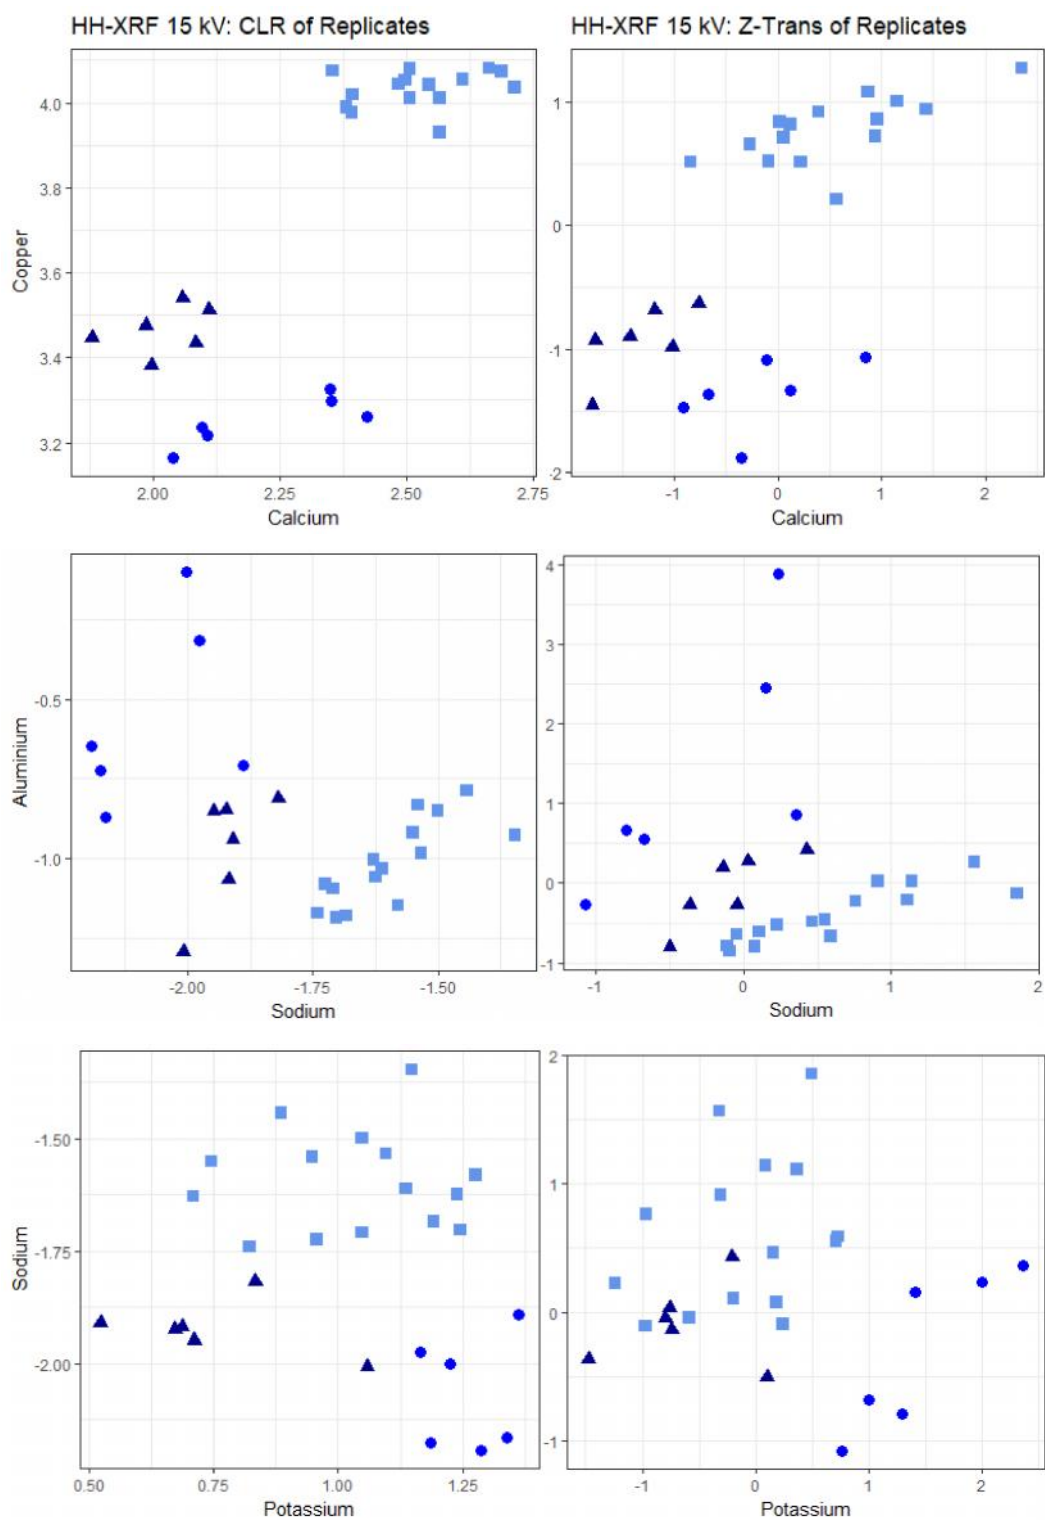 HH-XRF 15 kV: CLR of Replicates
HH-XRF 15 kV: Z-Trans of Replicates
Copper
4.0
3.8
3.6
3.4
3.2
2.00 2.25 2.50 2.75
Calcium
1
0
-1
-2
-1 0 1 2
Calcium
Aluminium
-0.5
-1.0
-2.00 -1.75 -1.50
Sodium
4
3
2
1
0
-1
-1 0 1 2
Sodium
Sodium
-1.50
-1.75
-2.00
0.50 0.75 1.00 1.25
Potassium
2
1
0
-1
-1 0 1 2
Potassium